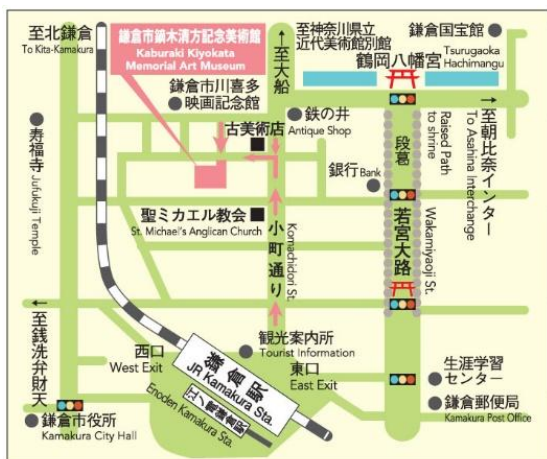 至北鎌倉
To Kita-Kamakura
鎌倉市鏑木清方記念美術館
Kaburaki Kiyokata
Memorial Art Museum
至大船
至神奈川県立
近代美術館別館
鎌倉国宝館
鶴岡八幡宮
Tsurugaoka
Hachimangu
鎌倉市川喜多
映画記念館
鉄の井
古美術店
Antique Shop
寿福寺 Jufukuji Temple
銀行 Bank
段葛
Raised Path
to shrine
至朝比奈インター
To Asahina Interchange
聖ミカエル教会
St. Michael's Anglican Church
小町通り
Komachidori St.
若宮大路
Wakamiyaoji St.
至銭洗弁財天
西口
West Exit
鎌倉駅
JR Kamakura Sta.
江ノ電鎌倉駅
Enoden Kamakura Sta.
観光案内所
Tourist Information
東口
East Exit
生涯学習
センター
鎌倉市役所
Kamakura City Hall
鎌倉郵便局
Kamakura Post Office